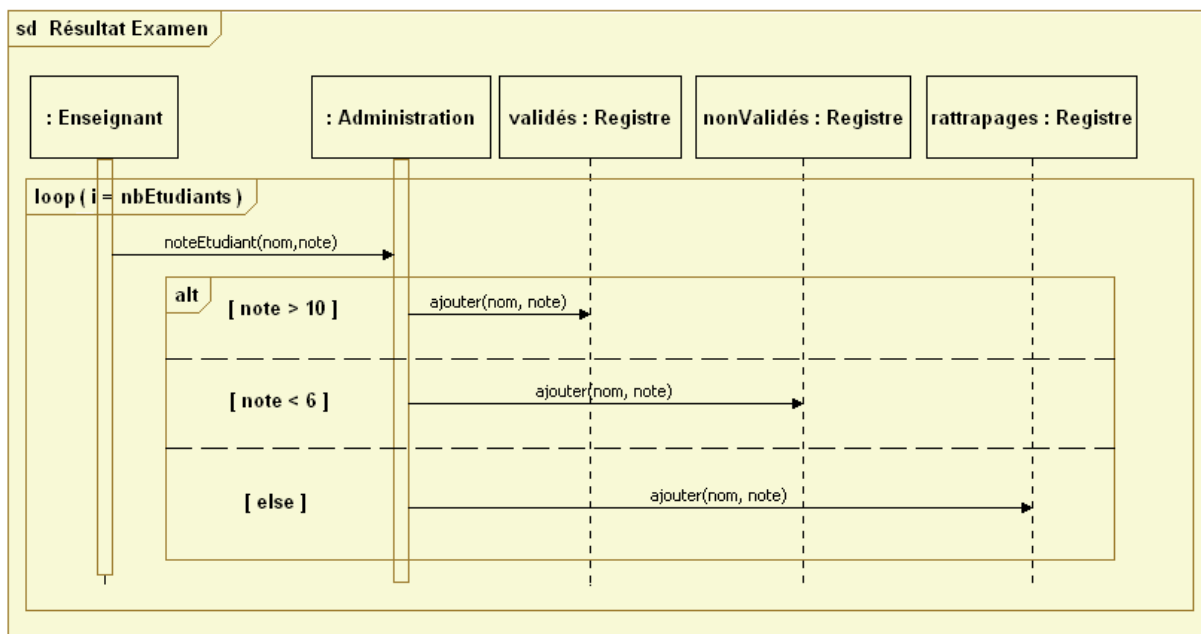 sd Résultat Examen
: Enseignant
: Administration
validés : Registre
nonValidés : Registre
rattrapages : Registre
loop ( i = nbEtudiants )
noteEtudiant(nom,note)
alt
[ note > 10 ]
ajouter(nom, note)
[ note < 6 ]
ajouter(nom, note)
[ else ]
ajouter(nom, note)